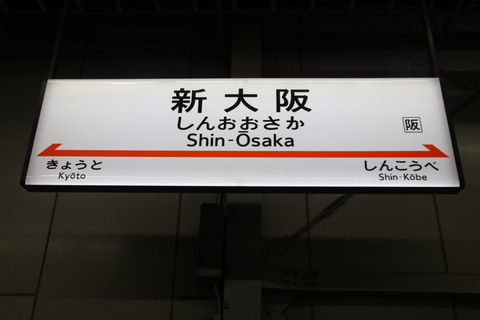 新大阪
しんおおさか
Shin-Ōsaka
阪
きょうと
Kyōto
しんこうべ
Shin-Kōbe